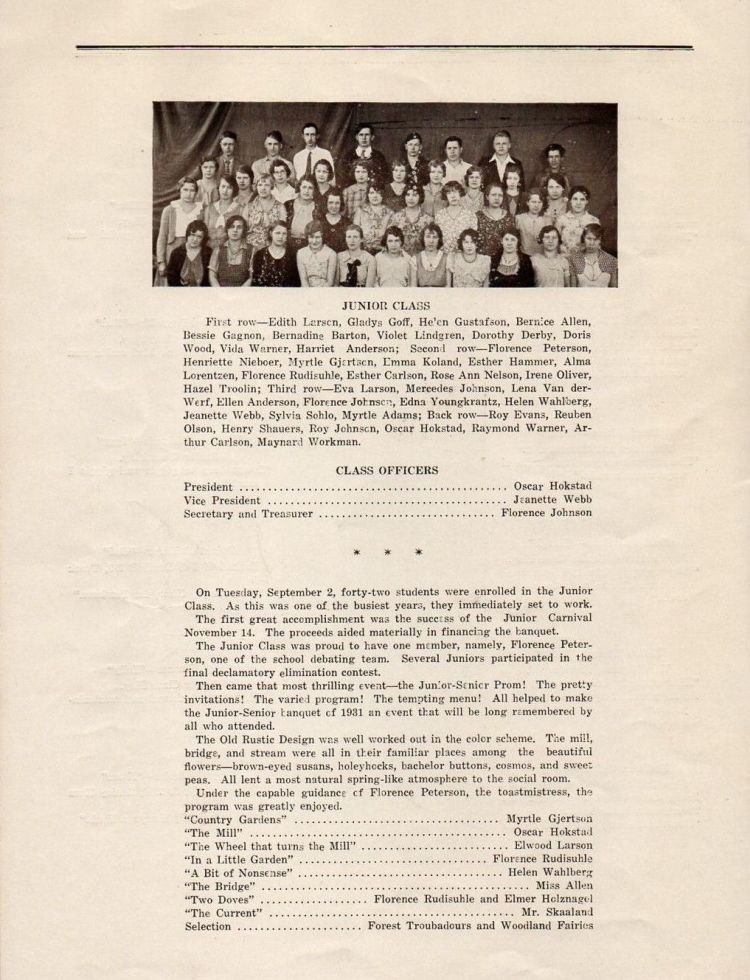 JUNIOR CLASS
First row—Edith Larsen, Gladys Goff, Helen Gustafson, Bernice Allen,
Bessie Gagnon, Bernadine Barton, Violet Lindgren, Dorothy Derby, Doris
Wood, Vida Warner, Harriet Anderson; Second row—Florence Peterson,
Henriette Nieboer, Myrtle Gjertsen, Emma Koland, Esther Hammer, Alma
Lorentzen, Florence Rudisuhle, Esther Carlson, Rose Ann Nelson, Irene Oliver,
Hazel Troolin; Third row—Eva Larson, Mercedes Johnson, Lena Van der-
Werf, Ellen Anderson, Florence Johnson, Edna Youngkrantz, Helen Wahlberg,
Jeanette Webb, Sylvia Sohlo, Myrtle Adams; Back row—Roy Evans, Reuben
Olson, Henry Shauers, Roy Johnson, Oscar Hokstad, Raymond Warner, Ar-
thur Carlson, Maynard Workman.
CLASS OFFICERS
President ................................................ Oscar Hokstad
Vice President .......................................... Jeanette Webb
Secretary and Treasurer ............................... Florence Johnson
* * *
On Tuesday, September 2, forty-two students were enrolled in the Junior
Class. As this was one of the busiest years, they immediately set to work.
The first great accomplishment was the success of the Junior Carnival
November 14. The proceeds aided materially in financing the banquet.
The Junior Class was proud to have one member, namely, Florence Peter-
son, one of the school debating team. Several Juniors participated in the
final declamatory elimination contest.
Then came that most thrilling event—the Junior-Senior Prom! The pretty
invitations! The varied program! The tempting menu! All helped to make
the Junior-Senior banquet of 1931 an event that will be long remembered by
all who attended.
The Old Rustic Design was well worked out in the color scheme. The mill,
bridge, and stream were all in their familiar places among the beautiful
flowers—brown-eyed susans, holeyhocks, bachelor buttons, cosmos, and sweet
peas. All lent a most natural spring-like atmosphere to the social room.
Under the capable guidance of Florence Peterson, the toastmistress, the
program was greatly enjoyed.
"Country Gardens" .................................... Myrtle Gjertson
"The Mill" ............................................. Oscar Hokstad
"The Wheel that turns the Mill" .......................... Elwood Larson
"In a Little Garden" ................................. Florence Rudisuhle
"A Bit of Nonsense" .................................... Helen Wahlberg
"The Bridge" ............................................... Miss Allen
"Two Doves" ................... Florence Rudisuhle and Elmer Holznagel
"The Current" ........................................... Mr. Skaaland
Selection ...................... Forest Troubadours and Woodland Fairies